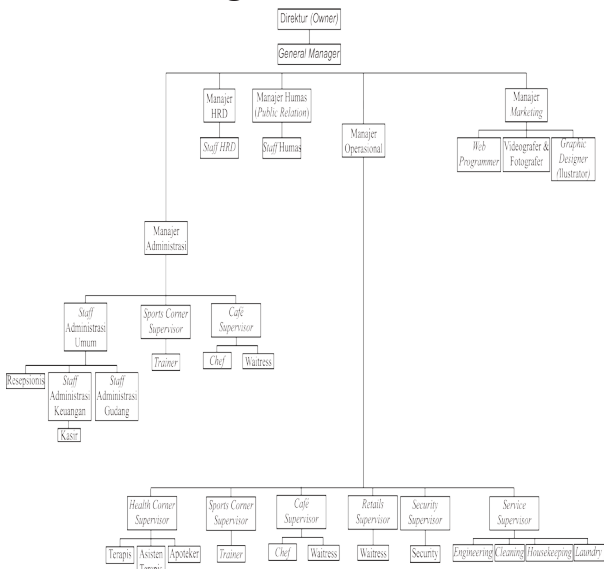 Direktur (Owner)
General Manager
Manajer
HRD
Manajer Humas
(Public Relation)
Manajer
Operasional
Manajer
Marketing
Staff HRD
Staff Humas
Web
Programmer
Videografer &
Fotografer
Graphic
Designer
(Ilustrator)
Manajer
Administrasi
Staff
Administrasi
Umum
Sports Corner
Supervisor
Café
Supervisor
Trainer
Chef
Waitress
Resepsionis
Staff
Administrasi
Keuangan
Staff
Administrasi
Gudang
Kasir
Health Corner
Supervisor
Sports Corner
Supervisor
Café
Supervisor
Retails
Supervisor
Security
Supervisor
Service
Supervisor
Terapis
Asisten
Terapis
Apoteker
Trainer
Chef
Waitress
Waitress
Security
Engineering
Cleaning
Housekeeping
Laundry